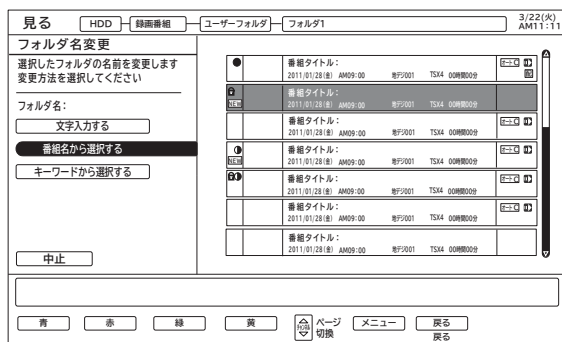 見る HDD 録画番組 ユーザーフォルダ フォルダ1 3/22(火)
AM11:11
フォルダ名変更
選択したフォルダの名前を変更します
変更方法を選択してください
フォルダ名：
文字入力する
番組名から選択する
キーワードから選択する
中止
番組タイトル：
2011/01/28(金) AM09:00 地デジ001 TSX4 00時間00分
番組タイトル：
NEW 2011/01/28(金) AM09:00 地デジ001 TSX4 00時間00分
番組タイトル：
2011/01/28(金) AM09:00 地デジ001 TSX4 00時間00分
番組タイトル：
NEW 2011/01/28(金) AM09:00 地デジ001 TSX4 00時間00分
番組タイトル：
2011/01/28(金) AM09:00 地デジ001 TSX4 00時間00分
番組タイトル：
2011/01/28(金) AM09:00 地デジ001 TSX4 00時間00分
番組タイトル：
2011/01/28(金) AM09:00 地デジ001 TSX4 00時間00分
青 赤 緑 黄 チャンネル ページ切換 メニュー 戻る
戻る